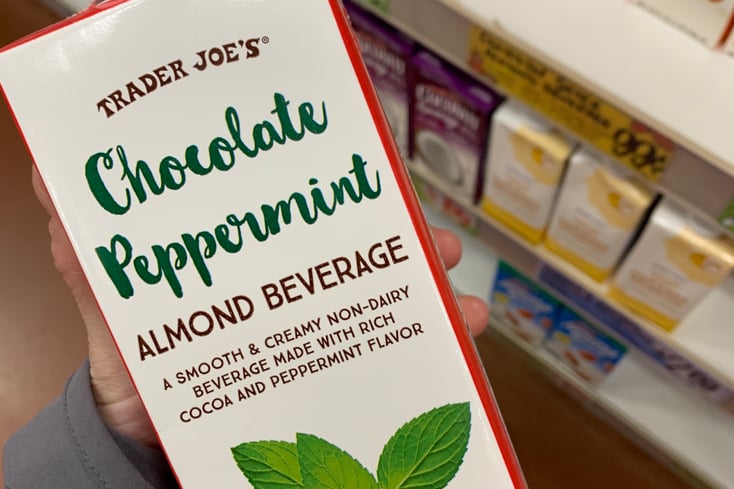 TRADER JOE'S®
Chocolate
Peppermint
ALMOND BEVERAGE
A SMOOTH & CREAMY NON-DAIRY
BEVERAGE MADE WITH RICH
COCOA AND PEPPERMINT FLAVOR
99¢